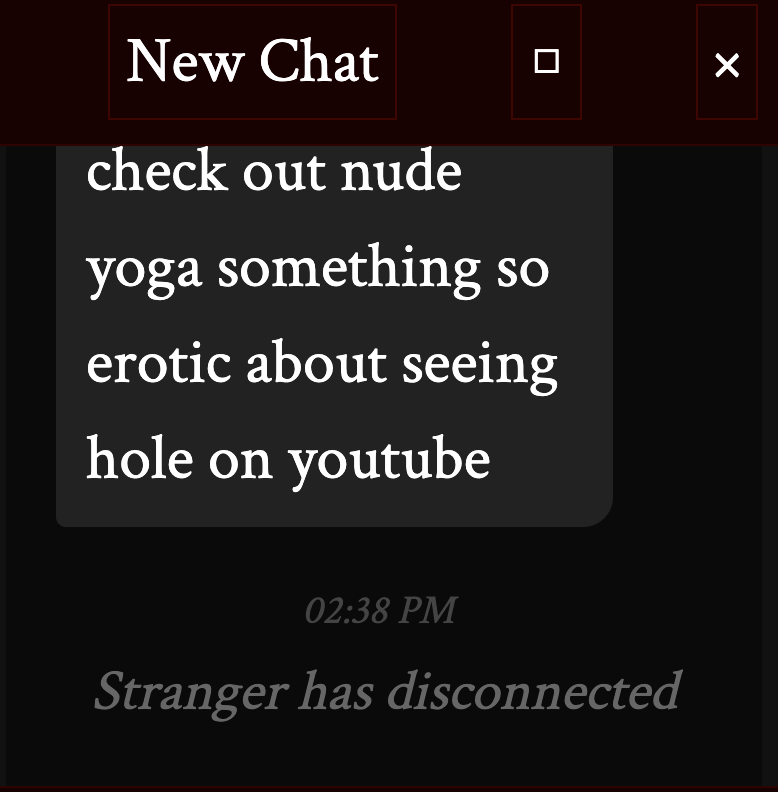 New Chat
check out nude
yoga something so
erotic about seeing
hole on youtube
02:38 PM
Stranger has disconnected